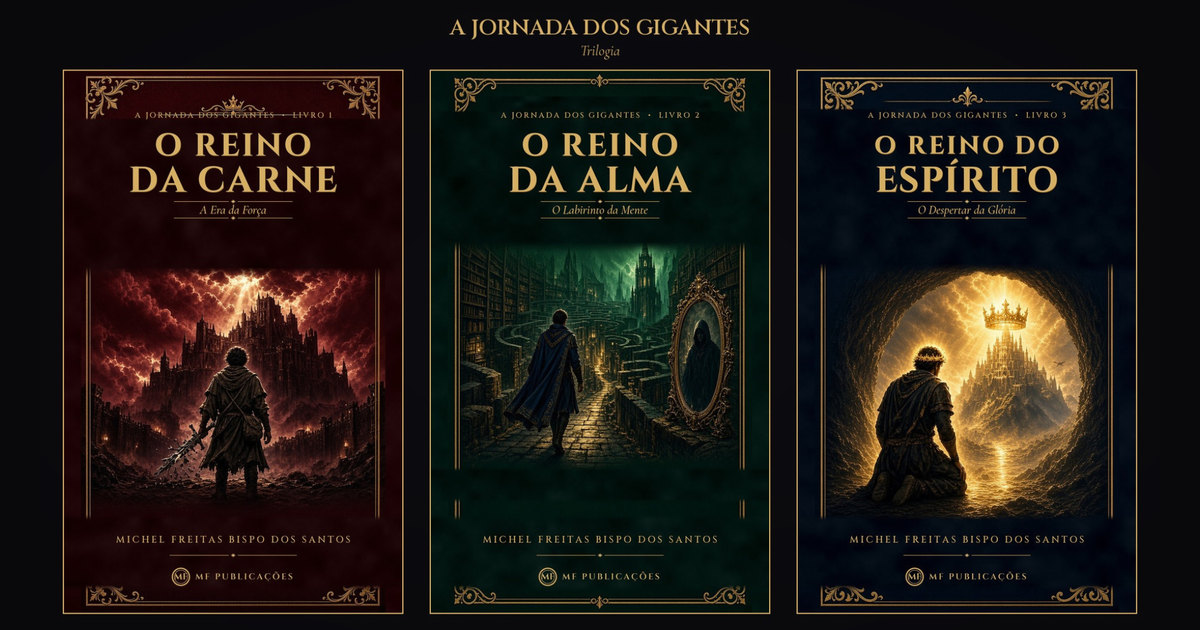 A JORNADA DOS GIGANTES
Trilogia
A JORNADA DOS GIGANTES • LIVRO 1
O REINO
DA CARNE
A Era da Força
MICHEL FREITAS BISPO DOS SANTOS
MF MF PUBLICAÇÕES
A JORNADA DOS GIGANTES • LIVRO 2
O REINO
DA ALMA
O Labirinto da Mente
MICHEL FREITAS BISPO DOS SANTOS
MF MF PUBLICAÇÕES
A JORNADA DOS GIGANTES • LIVRO 3
O REINO DO
ESPÍRITO
O Despertar da Glória
MICHEL FREITAS BISPO DOS SANTOS
MF MF PUBLICAÇÕES